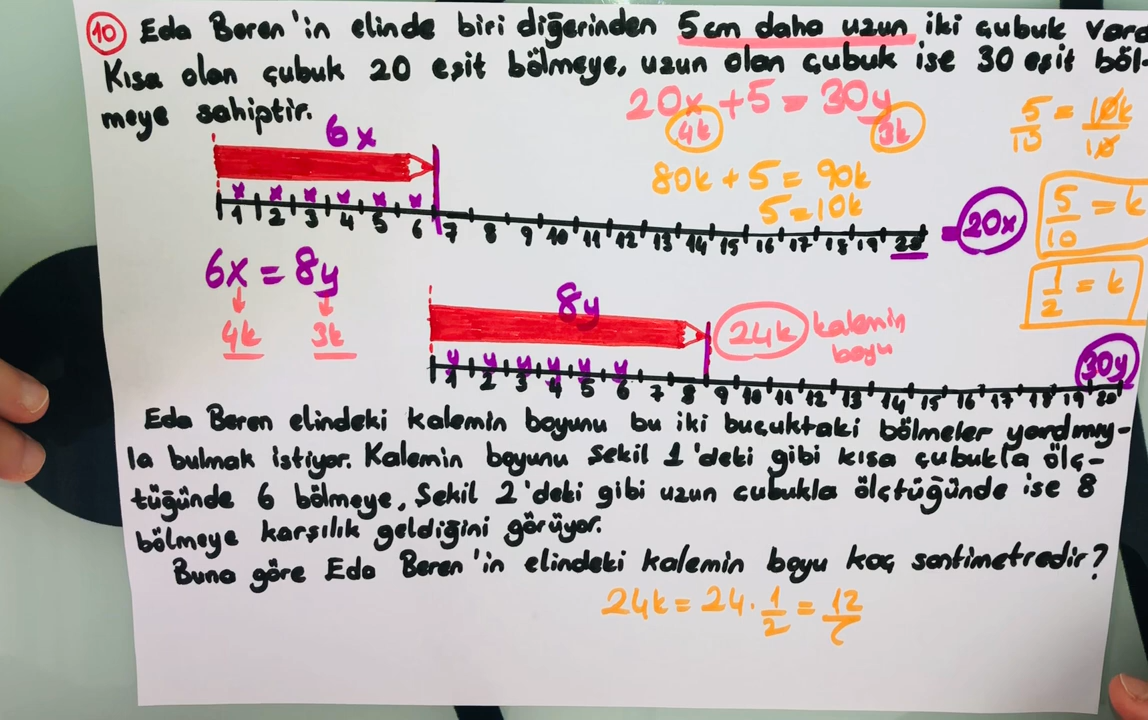 10 Eda Beren'in elinde biri diğerinden 5 cm daha uzun iki çubuk vard
Kısa olan çubuk 20 eşit bölmeye, uzun olan çubuk ise 30 eşit böl-
meye sahiptir.
20x + 5 = 30y
4k 3k
80k + 5 = 90k
5 = 10k
5/10 = 10k/10
5/10 = k
1/2 = k
6x
x x x x x x
1 2 3 4 5 6 7 8 9 10 11 12 13 14 15 16 17 18 19 20
= 20x
6x = 8y
4k 3k
8y
24k kalemin
boyu
30y
y y y y y y
1 2 3 4 5 6 7 8 9 10 11 12 13 14 15 16 17 18 19 20
Eda Beren elindeki kalemin boyunu bu iki bucuktaki bölmeler yardmıy-
la bulmak istiyor. Kalemin boyunu Şekil 1'deki gibi kısa çubukla ölç-
tüğünde 6 bölmeye, Şekil 2'deki gibi uzun cubukla ölçtüğünde ise 8
bölmeye karşılık geldiğini görüyor.
Buna göre Eda Beren'in elindeki kalemin boyu kaç santimetredir?
24k = 24 . 1/2 = 12